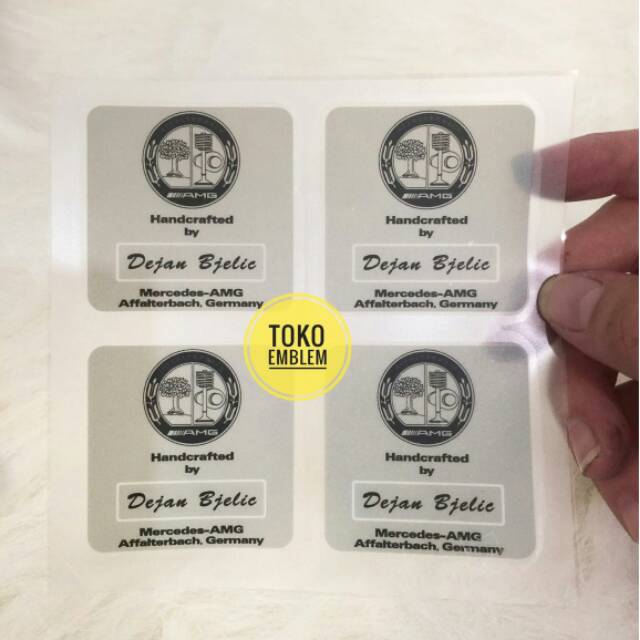 AMG
Handcrafted
by
Dejan Bjelic
Mercedes-AMG
Affalterbach, Germany
AMG
Handcrafted
by
Dejan Bjelic
Mercedes-AMG
Affalterbach, Germany
TOKO
EMBLEM
AMG
Handcrafted
by
Dejan Bjelic
Mercedes-AMG
Affalterbach, Germany
AMG
Handcrafted
by
Dejan Bjelic
Mercedes-AMG
Affalterbach, Germany